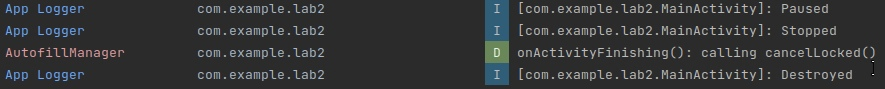 App Logger com.example.lab2 I [com.example.lab2.MainActivity]: Paused
App Logger com.example.lab2 I [com.example.lab2.MainActivity]: Stopped
AutofillManager com.example.lab2 D onActivityFinishing(): calling cancelLocked()
App Logger com.example.lab2 I [com.example.lab2.MainActivity]: Destroyed